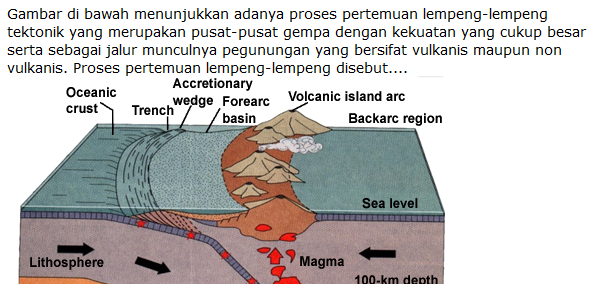 Gambar di bawah menunjukkan adanya proses pertemuan lempeng-lempeng
tektonik yang merupakan pusat-pusat gempa dengan kekuatan yang cukup besar
serta sebagai jalur munculnya pegunungan yang bersifat vulkanis maupun non
vulkanis. Proses pertemuan lempeng-lempeng disebut....
Oceanic
crust
Trench
Accretionary
wedge
Forearc
basin
Volcanic island arc
Backarc region
Sea level
Lithosphere
Magma
100-km depth